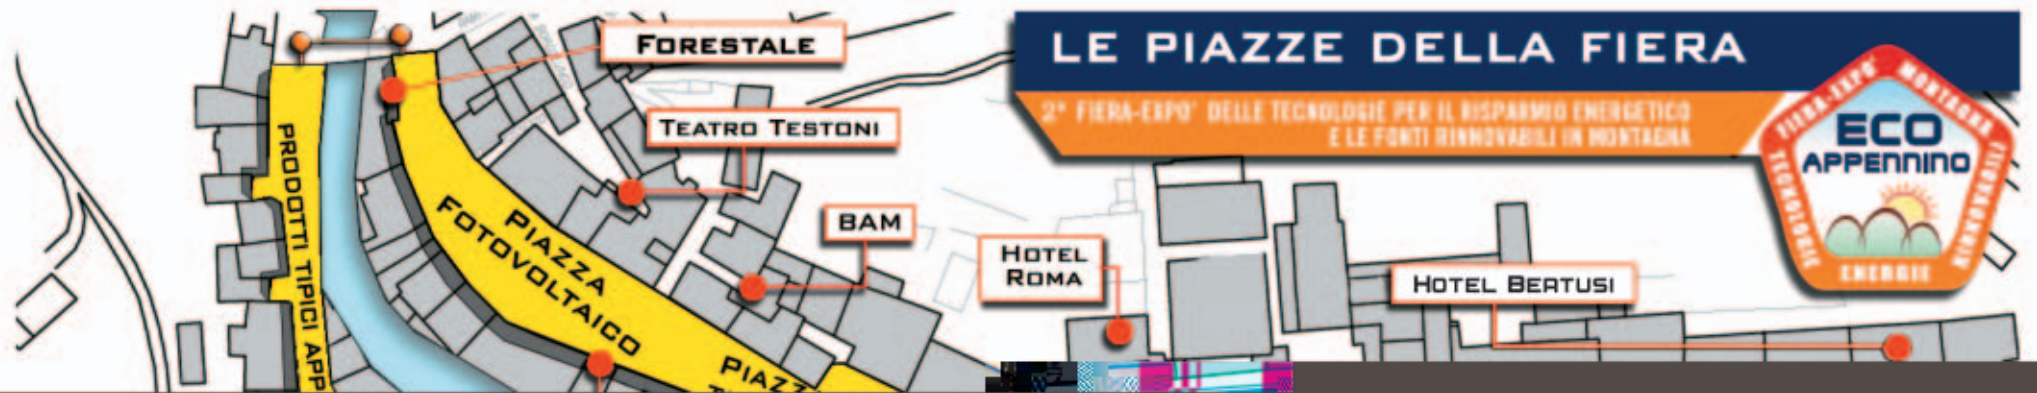 FORESTALE
TEATRO TESTONI
BAM
HOTEL
ROMA
HOTEL BERTUSI
PRODOTTI TIPICI APP
PIAZZA
FOTOVOLTAICO
PIAZZ
LE PIAZZE DELLA FIERA
2ª FIERA-EXPO' DELLE TECNOLOGIE PER IL RISPARMIO ENERGETICO
E LE FONTI RINNOVABILI IN MONTAGNA
FIERA-EXPO' MONTAGNA
ECO
APPENNINO
TECNOLOGIE
ENERGIE
RINNOVABILI